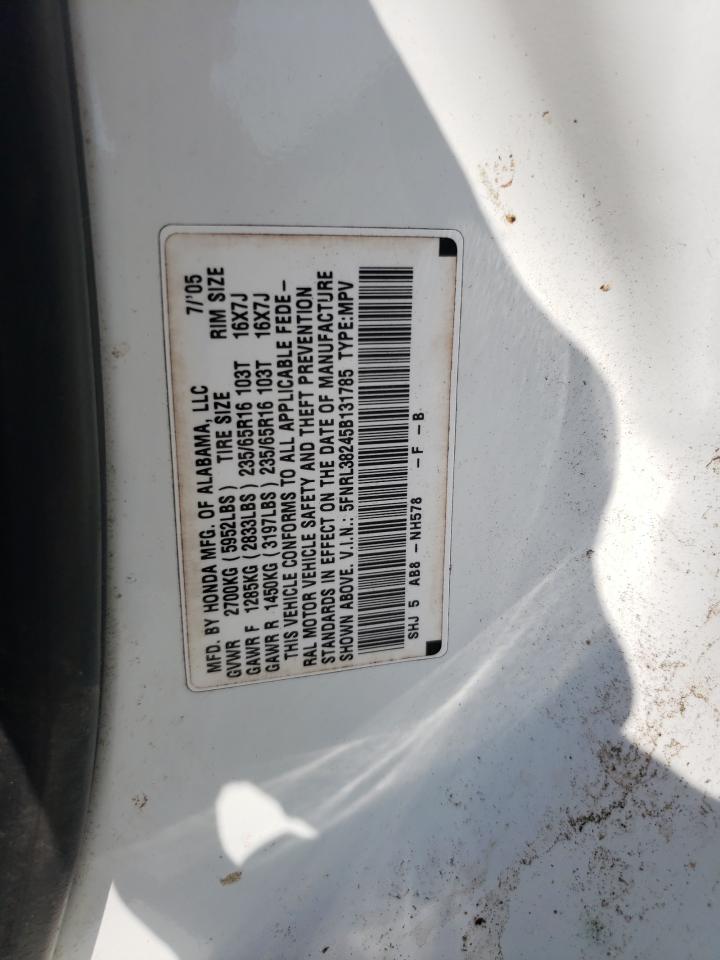 MFD. BY HONDA MFG. OF ALABAMA, LLC 7/'05
GVWR 2700KG (5952LBS) TIRE SIZE RIM SIZE
GAWR F 1285KG (2833LBS) 235/65R16 103T 16X7J
GAWR R 1450KG (3197LBS) 235/65R16 103T 16X7J
THIS VEHICLE CONFORMS TO ALL APPLICABLE FEDE-
RAL MOTOR VEHICLE SAFETY AND THEFT PREVENTION
STANDARDS IN EFFECT ON THE DATE OF MANUFACTURE
SHOWN ABOVE. V.I.N.: 5FNRL38245B131785 TYPE:MPV
SHJ 5 AB8 -NH578 -F -B-